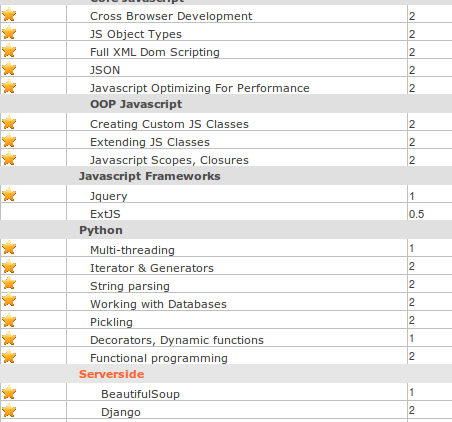 Core Javascript
Cross Browser Development 2
JS Object Types 2
Full XML Dom Scripting 2
JSON 2
Javascript Optimizing For Performance 2
OOP Javascript
Creating Custom JS Classes 2
Extending JS Classes 2
Javascript Scopes, Closures 2
Javascript Frameworks
Jquery 1
ExtJS 0.5
Python
Multi-threading 1
Iterator & Generators 2
String parsing 2
Working with Databases 2
Pickling 2
Decorators, Dynamic functions 1
Functional programming 2
Serverside
BeautifulSoup 1
Django 2